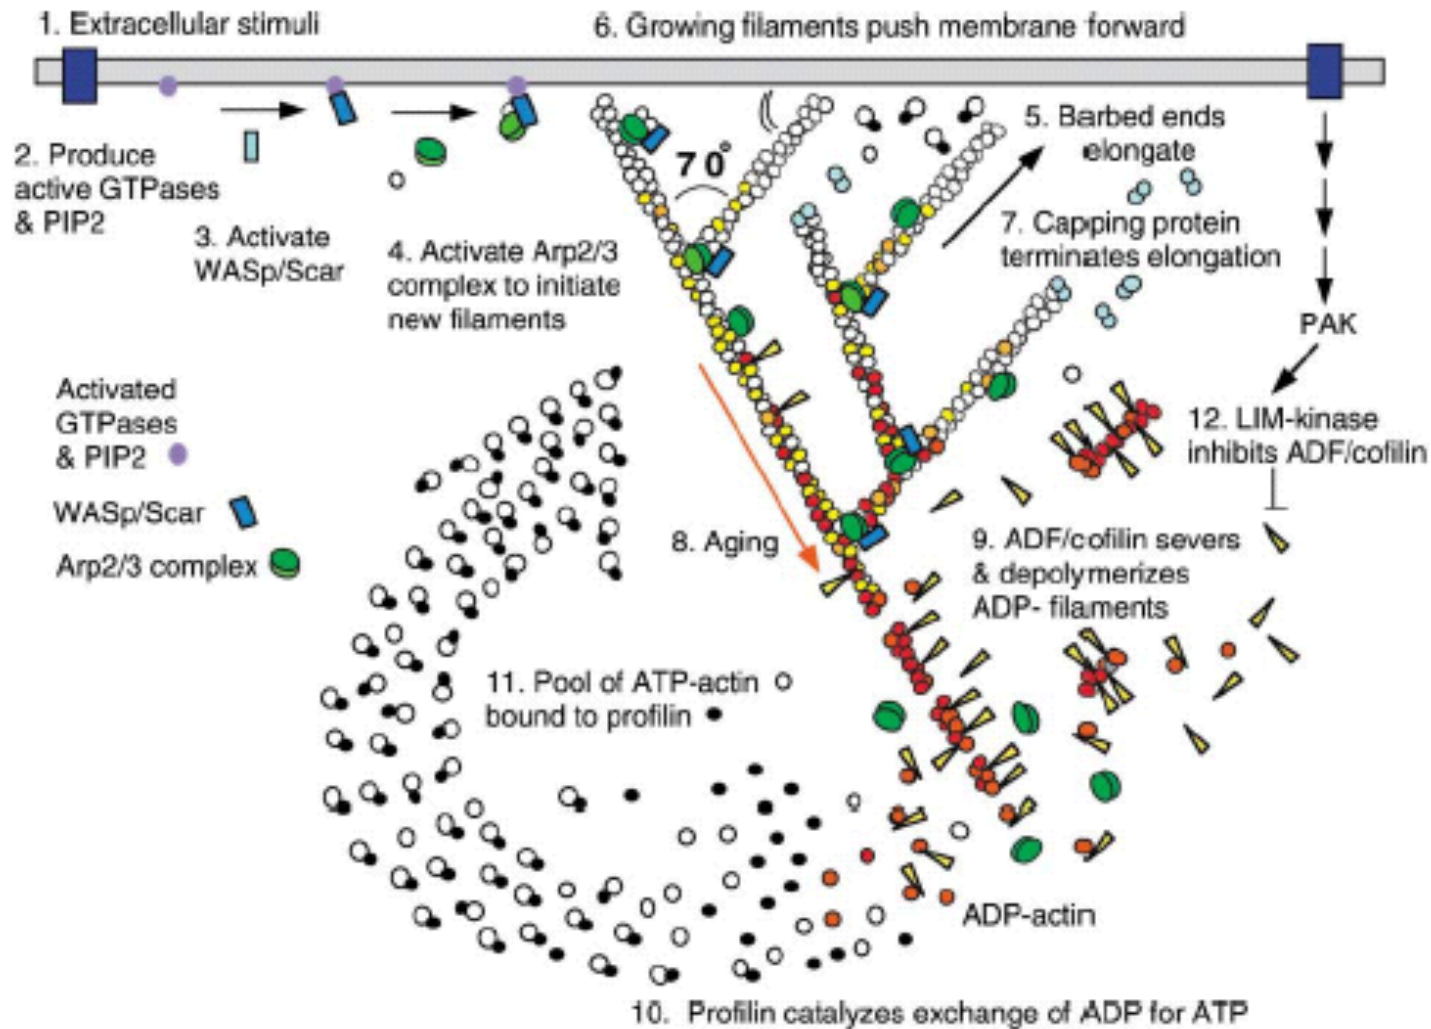 1. Extracellular stimuli
6. Growing filaments push membrane forward
2. Produce
active GTPases
& PIP2
3. Activate
WASp/Scar
4. Activate Arp2/3
complex to initiate
new filaments
70°
5. Barbed ends
elongate
7. Capping protein
terminates elongation
PAK
12. LIM-kinase
inhibits ADF/cofilin
Activated
GTPases
& PIP2
WASp/Scar
Arp2/3 complex
8. Aging
9. ADF/cofilin severs
& depolymerizes
ADP- filaments
11. Pool of ATP-actin
bound to profilin
ADP-actin
10. Profilin catalyzes exchange of ADP for ATP